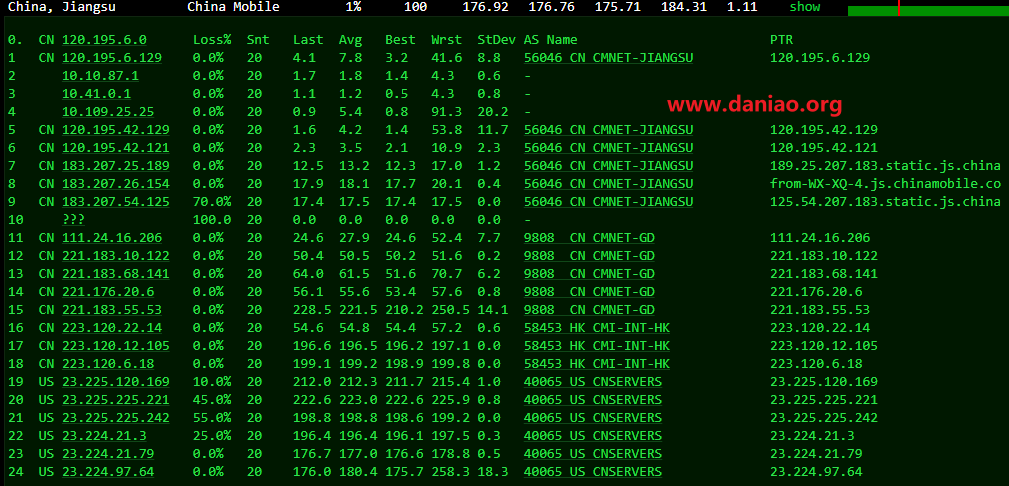 China, Jiangsu China Mobile 1% 100 176.92 176.76 175.71 184.31 1.11 show
0. CN 120.195.6.0 Loss% Snt Last Avg Best Wrst StDev AS Name PTR
1 CN 120.195.6.129 0.0% 20 4.1 7.8 3.2 41.6 8.8 56046 CN CMNET-JIANGSU 120.195.6.129
2 10.10.87.1 0.0% 20 1.7 1.8 1.4 4.3 0.6 -
3 10.41.0.1 0.0% 20 1.1 1.2 0.5 4.3 0.8 -
www.daniao.org
4 10.109.25.25 0.0% 20 0.9 5.4 0.8 91.3 20.2 -
5 CN 120.195.42.129 0.0% 20 1.6 4.2 1.4 53.8 11.7 56046 CN CMNET-JIANGSU 120.195.42.129
6 CN 120.195.42.121 0.0% 20 2.3 3.5 2.1 10.9 2.3 56046 CN CMNET-JIANGSU 120.195.42.121
7 CN 183.207.25.189 0.0% 20 12.5 13.2 12.3 17.0 1.2 56046 CN CMNET-JIANGSU 189.25.207.183.static.js.china
8 CN 183.207.26.154 0.0% 20 17.9 18.1 17.7 20.1 0.4 56046 CN CMNET-JIANGSU from-WX-XQ-4.js.chinamobile.co
9 CN 183.207.54.125 70.0% 20 17.4 17.5 17.4 17.5 0.0 56046 CN CMNET-JIANGSU 125.54.207.183.static.js.china
10 ??? 100.0 20 0.0 0.0 0.0 0.0 0.0 -
11 CN 111.24.16.206 0.0% 20 24.6 27.9 24.6 52.4 7.7 9808 CN CMNET-GD 111.24.16.206
12 CN 221.183.10.122 0.0% 20 50.4 50.5 50.2 51.6 0.2 9808 CN CMNET-GD 221.183.10.122
13 CN 221.183.68.141 0.0% 20 64.0 61.5 51.6 70.7 6.2 9808 CN CMNET-GD 221.183.68.141
14 CN 221.176.20.6 0.0% 20 56.1 55.6 53.4 57.6 0.8 9808 CN CMNET-GD 221.176.20.6
15 CN 221.183.55.53 0.0% 20 228.5 221.5 210.2 250.5 14.1 9808 CN CMNET-GD 221.183.55.53
16 CN 223.120.22.14 0.0% 20 54.6 54.8 54.4 57.2 0.6 58453 HK CMI-INT-HK 223.120.22.14
17 CN 223.120.12.105 0.0% 20 196.6 196.5 196.2 197.1 0.0 58453 HK CMI-INT-HK 223.120.12.105
18 CN 223.120.6.18 0.0% 20 199.1 199.2 198.9 199.8 0.0 58453 HK CMI-INT-HK 223.120.6.18
19 US 23.225.120.169 10.0% 20 212.0 212.3 211.7 215.4 1.0 40065 US CNSERVERS 23.225.120.169
20 US 23.225.225.221 45.0% 20 222.6 223.0 222.6 225.9 0.8 40065 US CNSERVERS 23.225.225.221
21 US 23.225.225.242 55.0% 20 198.8 198.8 198.6 199.2 0.0 40065 US CNSERVERS 23.225.225.242
22 US 23.224.21.3 25.0% 20 196.4 196.4 196.1 197.5 0.3 40065 US CNSERVERS 23.224.21.3
23 US 23.224.21.79 0.0% 20 176.7 177.0 176.6 178.8 0.5 40065 US CNSERVERS 23.224.21.79
24 US 23.224.97.64 0.0% 20 176.0 180.4 175.7 258.3 18.3 40065 US CNSERVERS 23.224.97.64